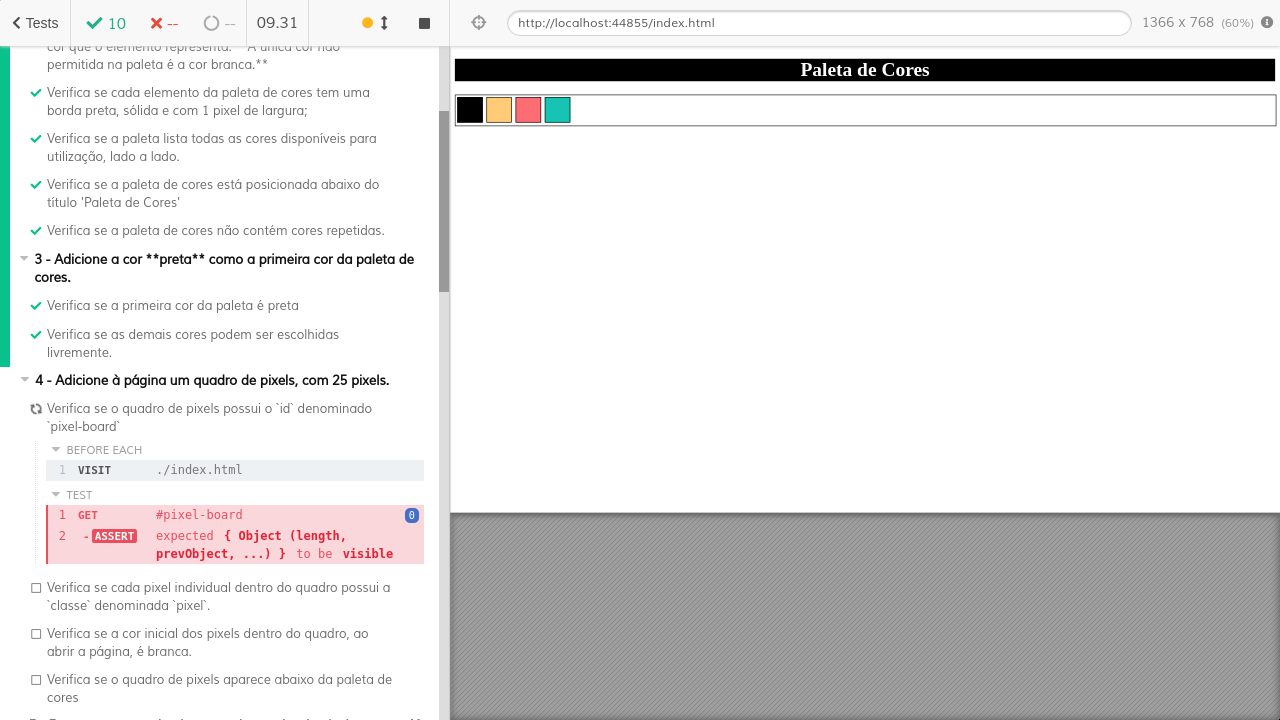 Tests 10 -- -- 09.31 http://localhost:44855/index.html 1366 x 768 (60%)
cor que o elemento representa. **A única cor não
permitida na paleta é a cor branca.**
Verifica se cada elemento da paleta de cores tem uma
borda preta, sólida e com 1 pixel de largura;
Verifica se a paleta lista todas as cores disponíveis para
utilização, lado a lado.
Verifica se a paleta de cores está posicionada abaixo do
título 'Paleta de Cores'
Verifica se a paleta de cores não contém cores repetidas.
3 - Adicione a cor **preta** como a primeira cor da paleta de
cores.
Verifica se a primeira cor da paleta é preta
Verifica se as demais cores podem ser escolhidas
livremente.
4 - Adicione à página um quadro de pixels, com 25 pixels.
Verifica se o quadro de pixels possui o `id` denominado
`pixel-board`
BEFORE EACH
1 VISIT ./index.html
TEST
1 GET #pixel-board 0
2 -ASSERT expected { Object (length,
prevObject, ...) } to be visible
Verifica se cada pixel individual dentro do quadro possui a
`classe` denominada `pixel`.
Verifica se a cor inicial dos pixels dentro do quadro, ao
abrir a página, é branca.
Verifica se o quadro de pixels aparece abaixo da paleta de
cores
Paleta de Cores